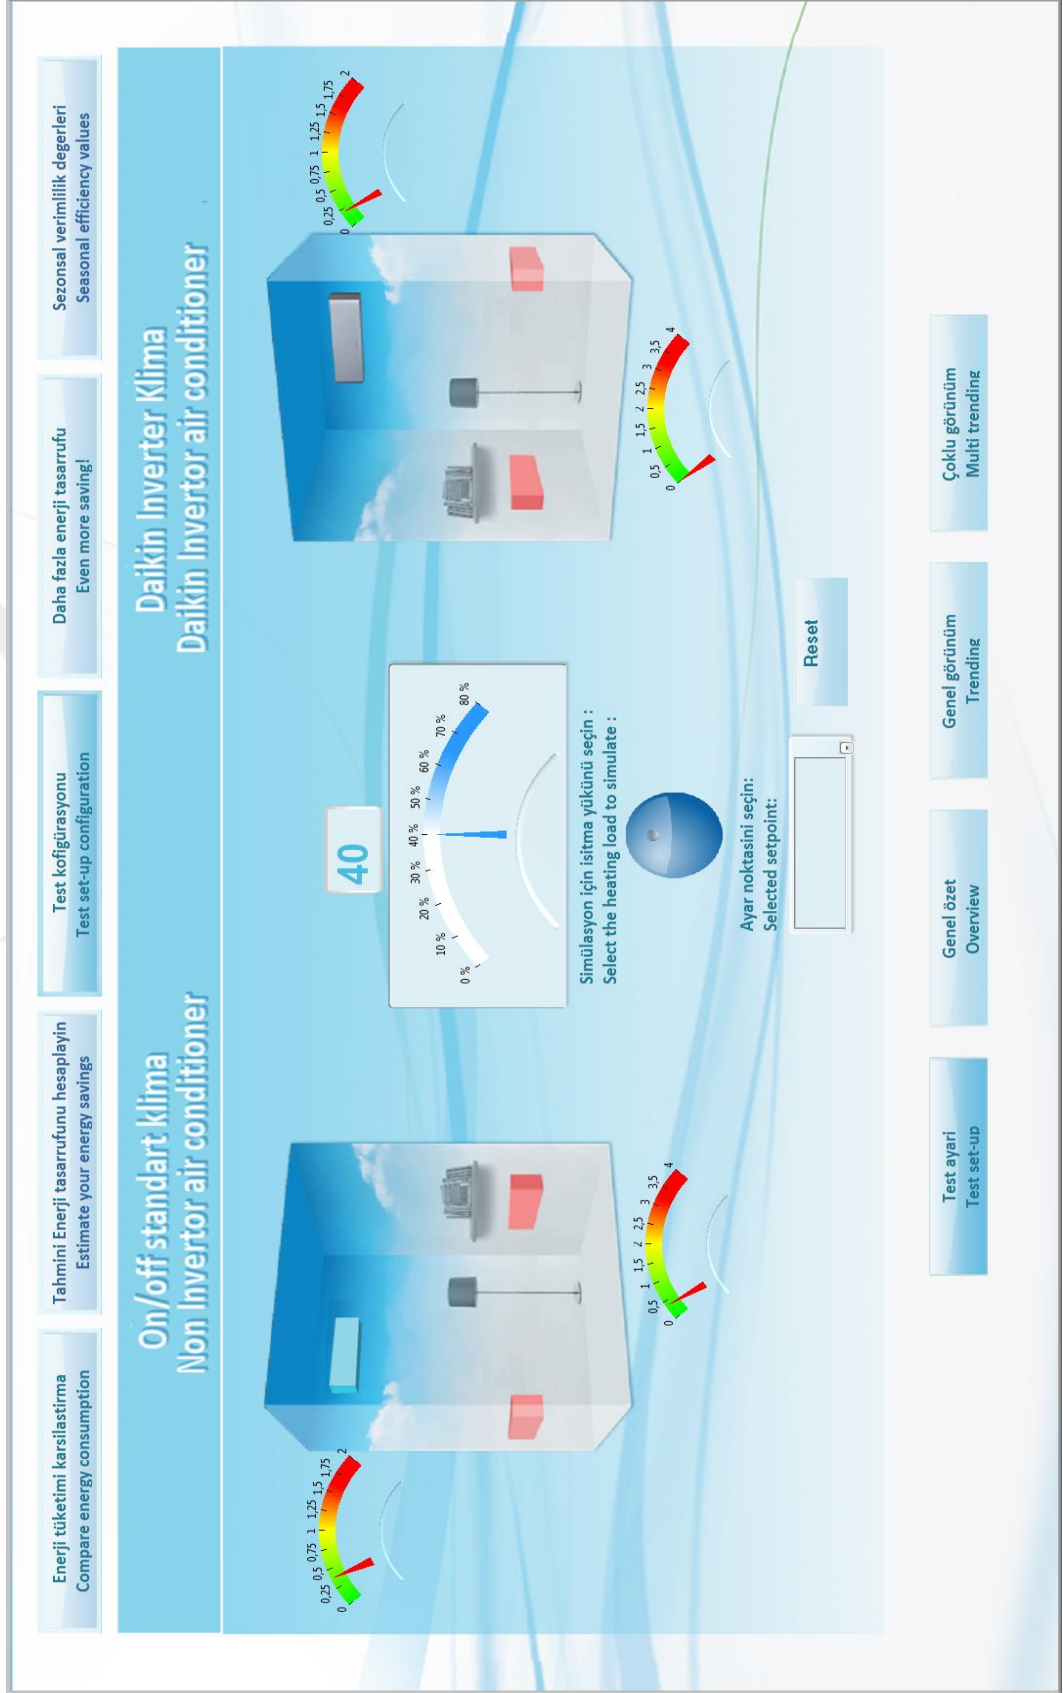 Enerji tüketimi karsilastirma
Compare energy consumption
Tahmini Enerji tasarrufunu hesaplayin
Estimate your energy savings
Test kofigürasyonu
Test set-up configuration
Daha fazla enerji tasarrufu
Even more saving!
Sezonsal verimlilik degerleri
Seasonal efficiency values
On/off standart klima
Non Invertor air conditioner
Daikin Inverter Klima
Daikin Invertor air conditioner
0 0,25 0,5 0,75 1 1,25 1,5 1,75 2
40
0 0,25 0,5 0,75 1 1,25 1,5 1,75 2
0 % 10 % 20 % 30 % 40 % 50 % 60 % 70 % 80 %
Simülasyon için isitma yükünü seçin :
Select the heating load to simulate :
0 0,5 1 1,5 2 2,5 3 3,5 4
0 0,5 1 1,5 2 2,5 3 3,5 4
Ayar noktasini seçin:
Selected setpoint:
Reset
Test ayari
Test set-up
Genel özet
Overview
Genel görünüm
Trending
Çoklu görünüm
Multi trending